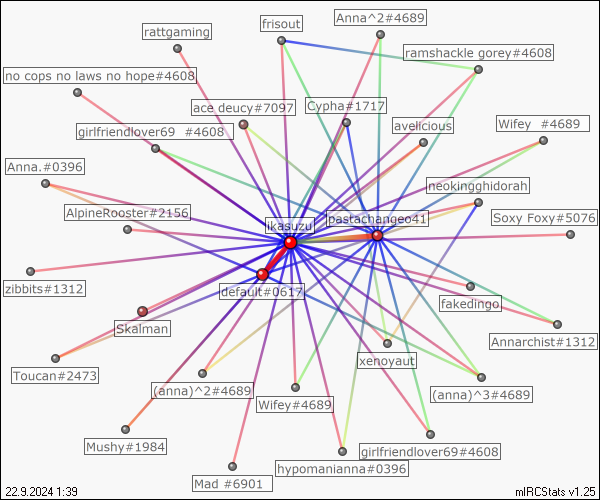 Anna^2#4689
frisout
rattgaming
ramshackle gorey#4608
no cops no laws no hope#4608
ace deucy#7097
Cypha#1717
avelicious
Wifey  #4689
girlfriendlover69  #4608
Anna.#0396
neokingghidorah
AlpineRooster#2156
ikasuzu
pastachangeo41
Soxy Foxy#5076
zibbits#1312
default#0617
fakedingo.
Skalman
Annarchist#1312
xenoyaut
Toucan#2473
(anna)^2#4689
(anna)^3#4689
Wifey#4689
Mushy#1984
girlfriendlover69#4608
hypomanianna#0396
Mad #6901
22.9.2024 1:39
mIRCStats v1.25